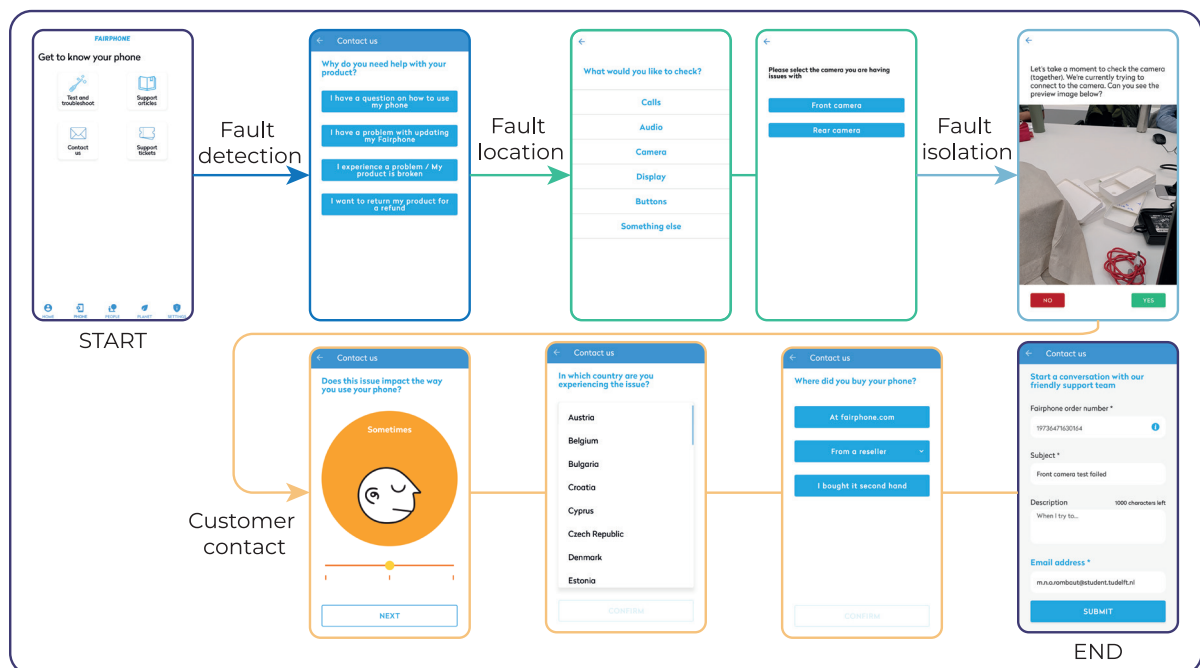 FAIRPHONE
Get to know your phone
Test and
troubleshoot
Support
articles
Contact
us
Support
tickets
HOME
PHONE
PEOPLE
PLANET
SETTINGS
START
Fault
detection
Contact us
Why do you need help with your
product?
I have a question on how to use
my phone
I have a problem with updating
my Fairphone
I experience a problem / My
product is broken
I want to return my product for
a refund
Fault
location
What would you like to check?
Calls
Audio
Camera
Display
Buttons
Something else
Please select the camera you are having
issues with
Front camera
Rear camera
Fault
isolation
Let's take a moment to check the camera
(together). We're currently trying to
connect to the camera. Can you see the
preview image below?
NO
YES
Customer
contact
Contact us
Does this issue impact the way
you use your phone?
Sometimes
NEXT
Contact us
In which country are you
experiencing the issue?
Austria
Belgium
Bulgaria
Croatia
Cyprus
Czech Republic
Denmark
Estonia
CONFIRM
Contact us
Where did you buy your phone?
At fairphone.com
From a reseller
I bought it second hand
CONFIRM
Contact us
Start a conversation with our
friendly support team
Fairphone order number *
19736471630164
Subject *
Front camera test failed
Description
1000 characters left
When I try to...
Email address *
m.n.a.rombaut@student.tudelft.nl
SUBMIT
END